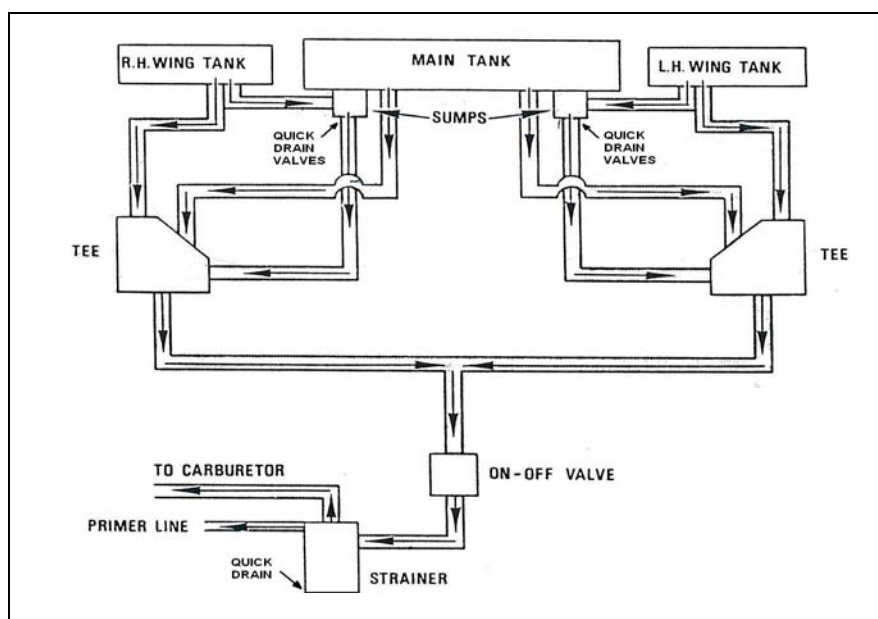 R.H. WING TANK
MAIN TANK
L.H. WING TANK
SUMPS
QUICK
DRAIN
VALVES
QUICK
DRAIN
VALVES
TEE
TEE
ON-OFF VALVE
TO CARBURETOR
PRIMER LINE
QUICK
DRAIN
STRAINER